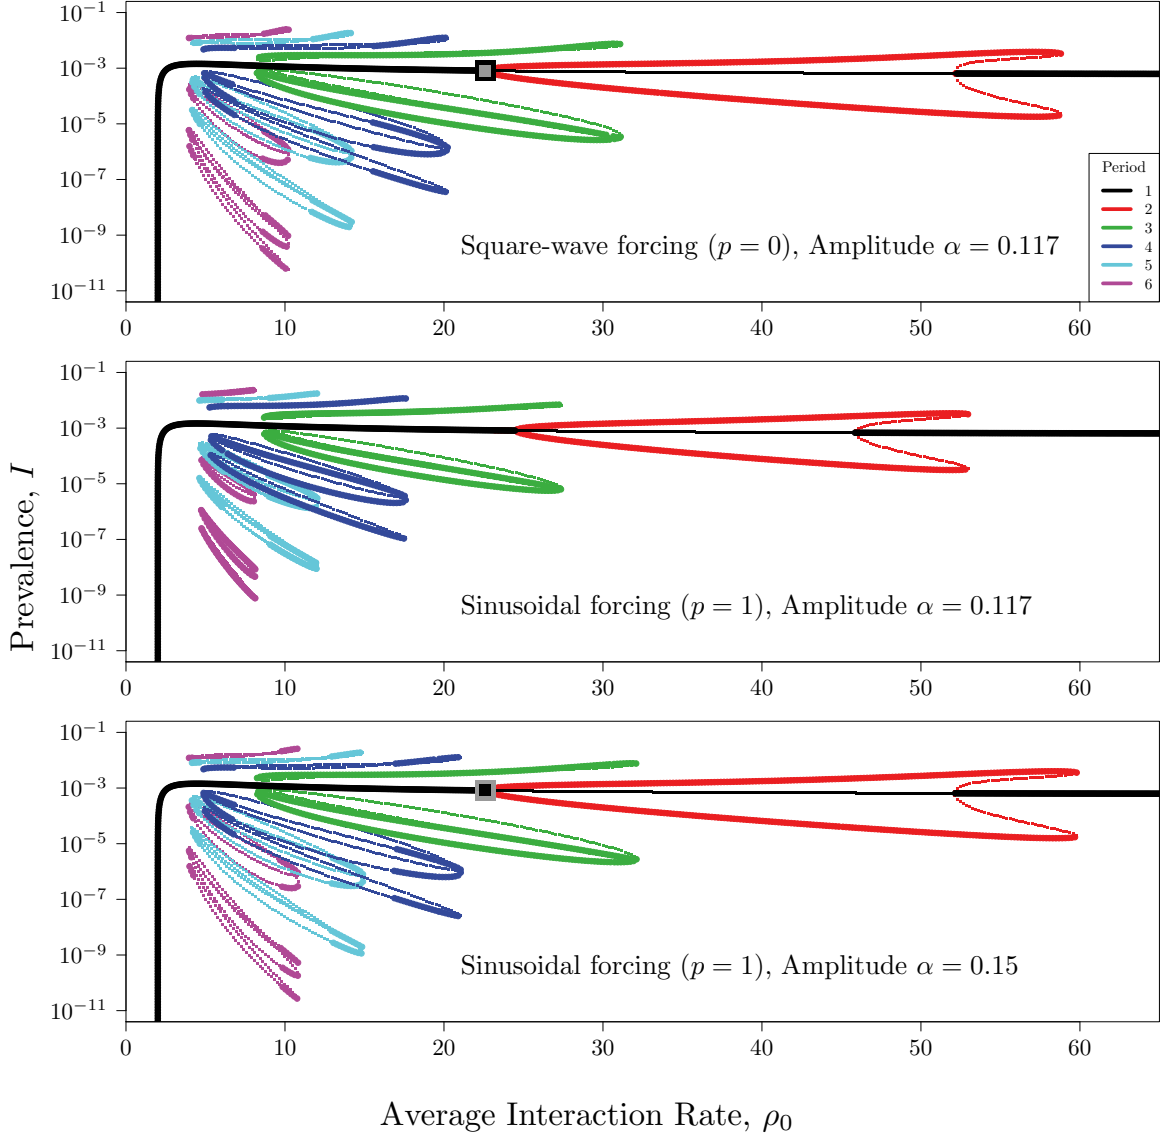 10⁻¹
10⁻³
10⁻⁵
10⁻⁷
10⁻⁹
10⁻¹¹
Period
1
2
3
4
5
6
Square-wave forcing (p = 0), Amplitude α = 0.117
0 10 20 30 40 50 60
10⁻¹
10⁻³
10⁻⁵
10⁻⁷
10⁻⁹
10⁻¹¹
Prevalence, I
Sinusoidal forcing (p = 1), Amplitude α = 0.117
0 10 20 30 40 50 60
10⁻¹
10⁻³
10⁻⁵
10⁻⁷
10⁻⁹
10⁻¹¹
Sinusoidal forcing (p = 1), Amplitude α = 0.15
0 10 20 30 40 50 60
Average Interaction Rate, ρ₀